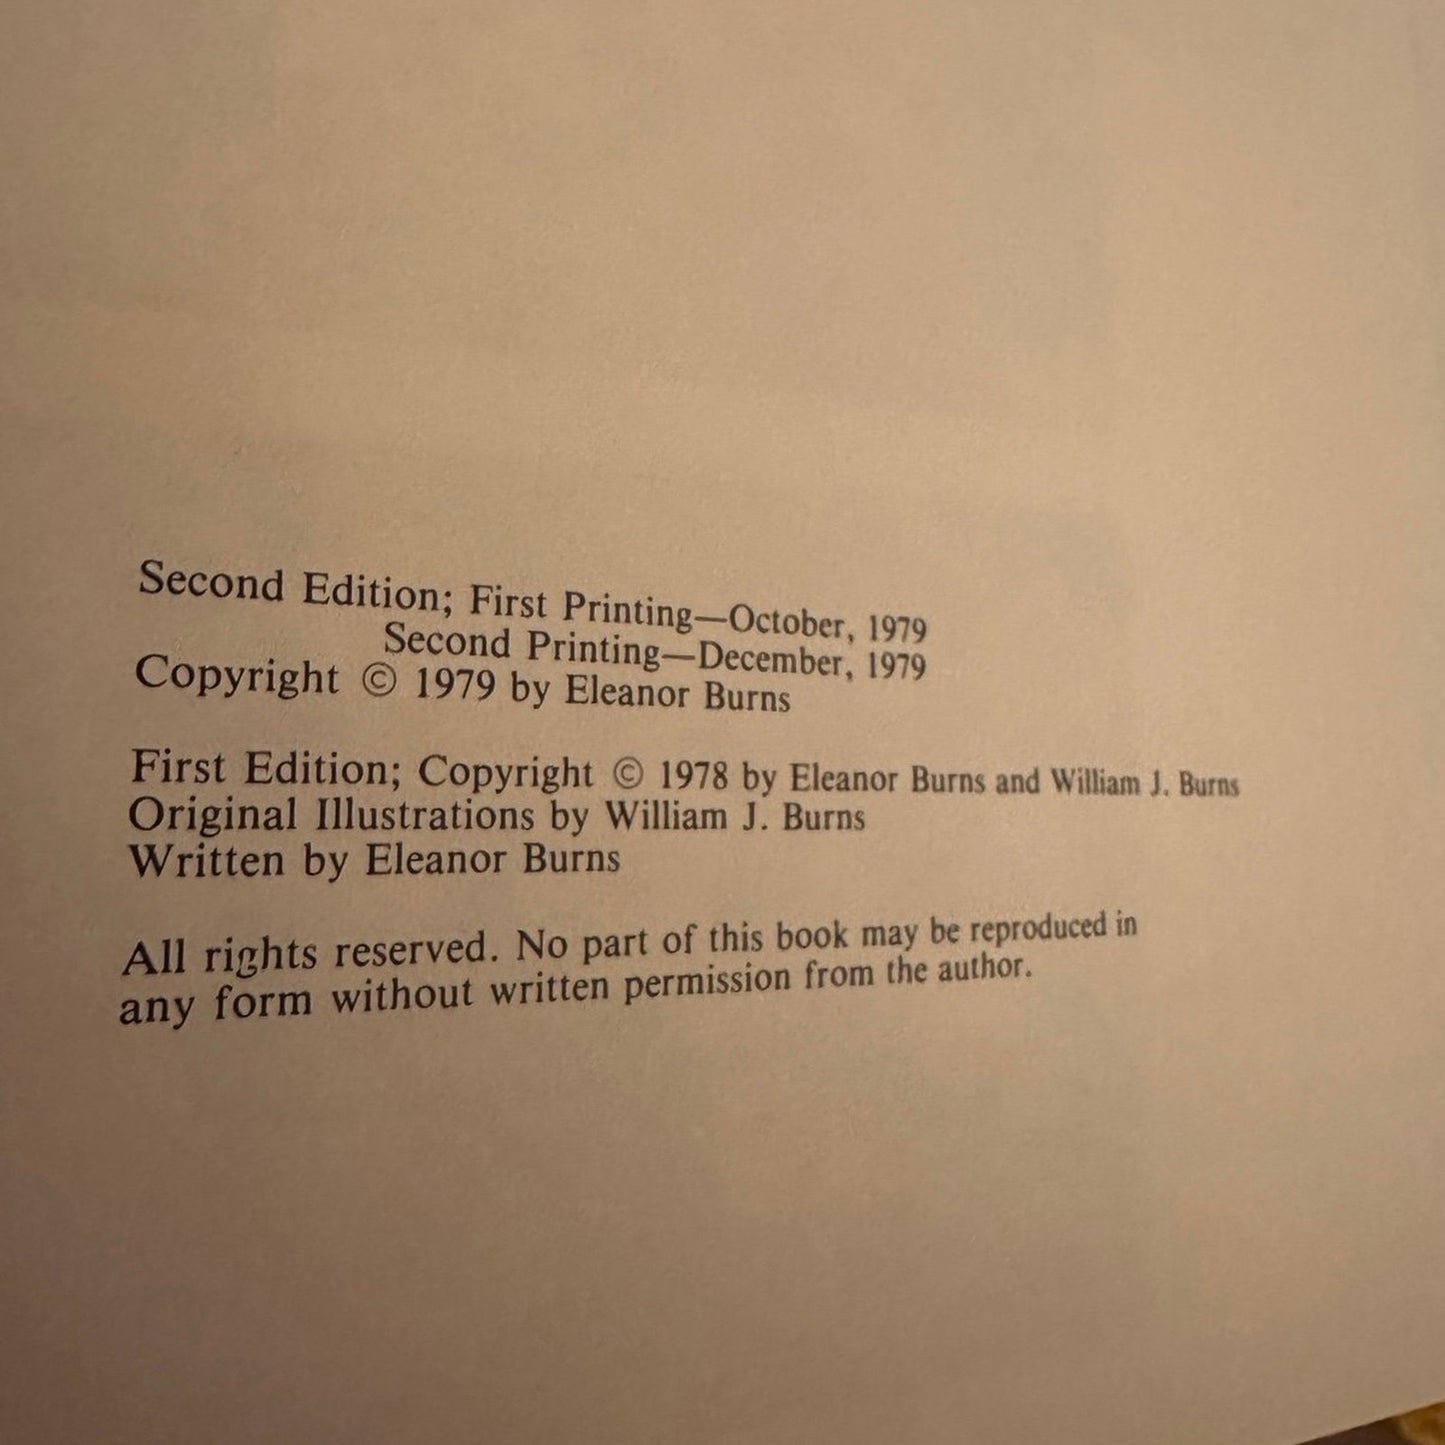 Second Edition; First Printing—October, 1979
Second Printing—December, 1979
Copyright © 1979 by Eleanor Burns
First Edition; Copyright © 1978 by Eleanor Burns and William J. Burns
Original Illustrations by William J. Burns
Written by Eleanor Burns
All rights reserved. No part of this book may be reproduced in
any form without written permission from the author.